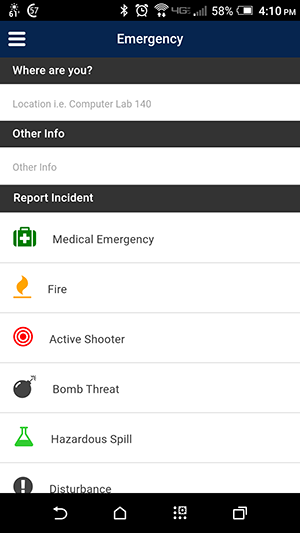 61° 4G 58% 4:10 PM
Emergency
Where are you?
Location i.e. Computer Lab 140
Other Info
Other Info
Report Incident
Medical Emergency
Fire
Active Shooter
Bomb Threat
Hazardous Spill
Disturbance